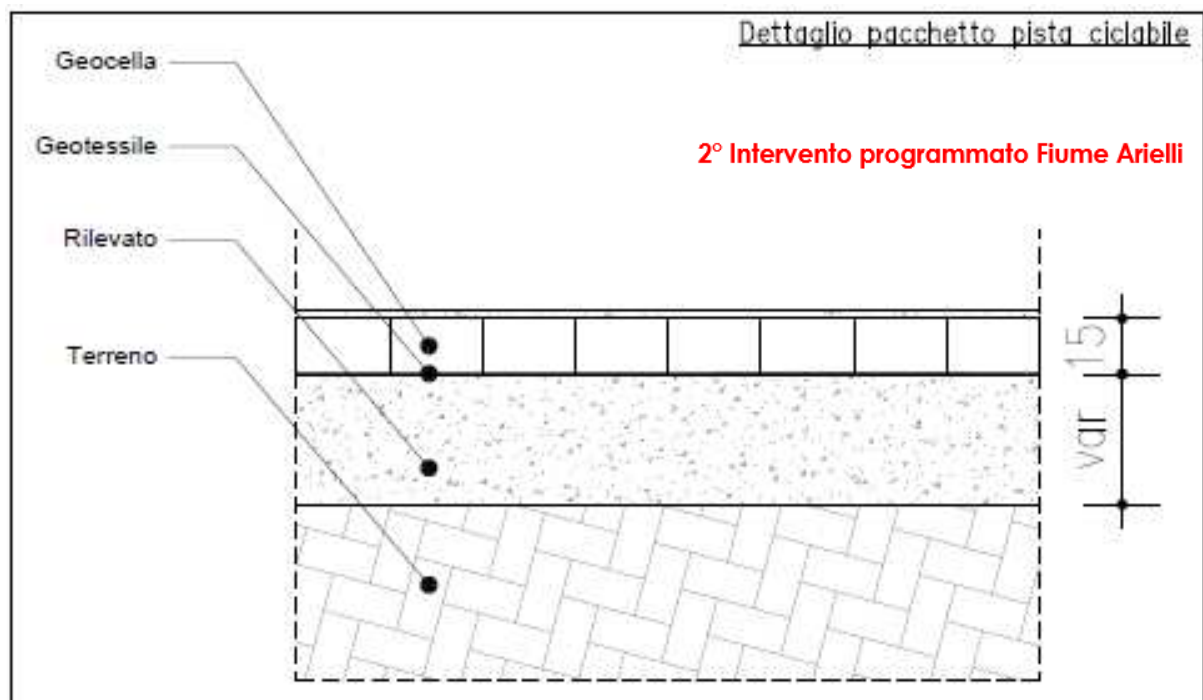 Dettaglio pacchetto pista ciclabile
Geocella
Geotessile
2° Intervento programmato Fiume Arielli
Rilevato
Terreno
15
var